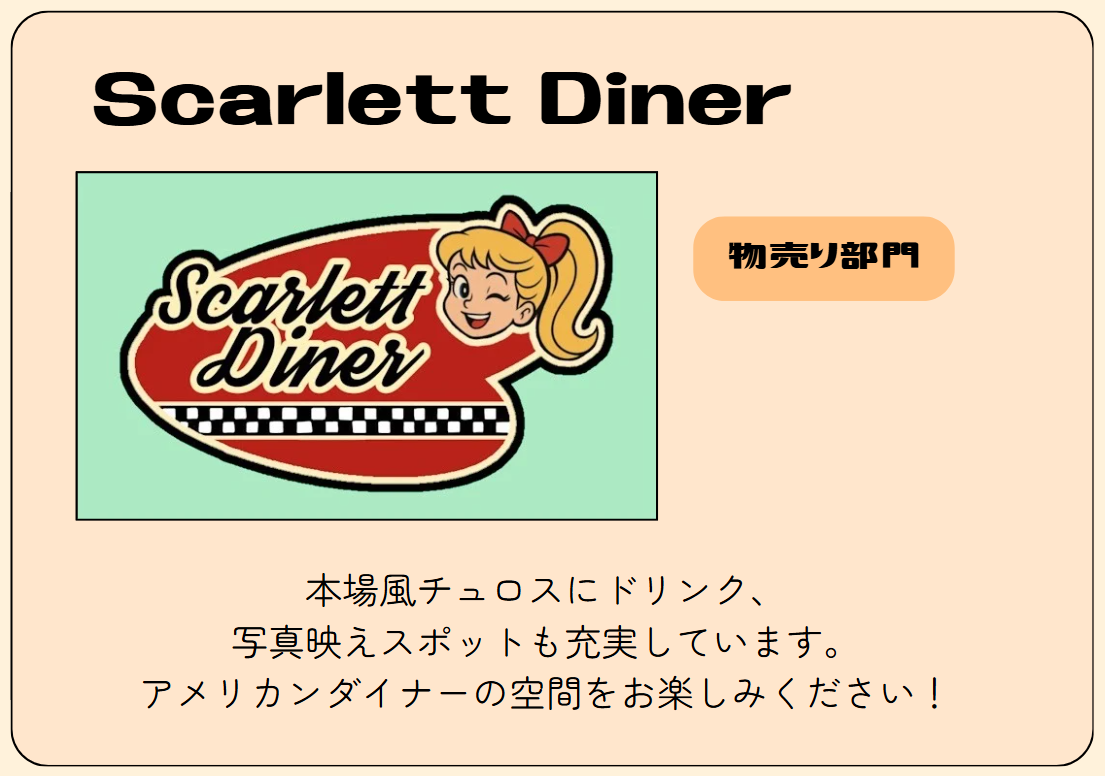 Scarlett Diner
Scarlett
Diner
物売り部門
本場風チュロスにドリンク、
写真映えスポットも充実しています。
アメリカンダイナーの空間をお楽しみください！